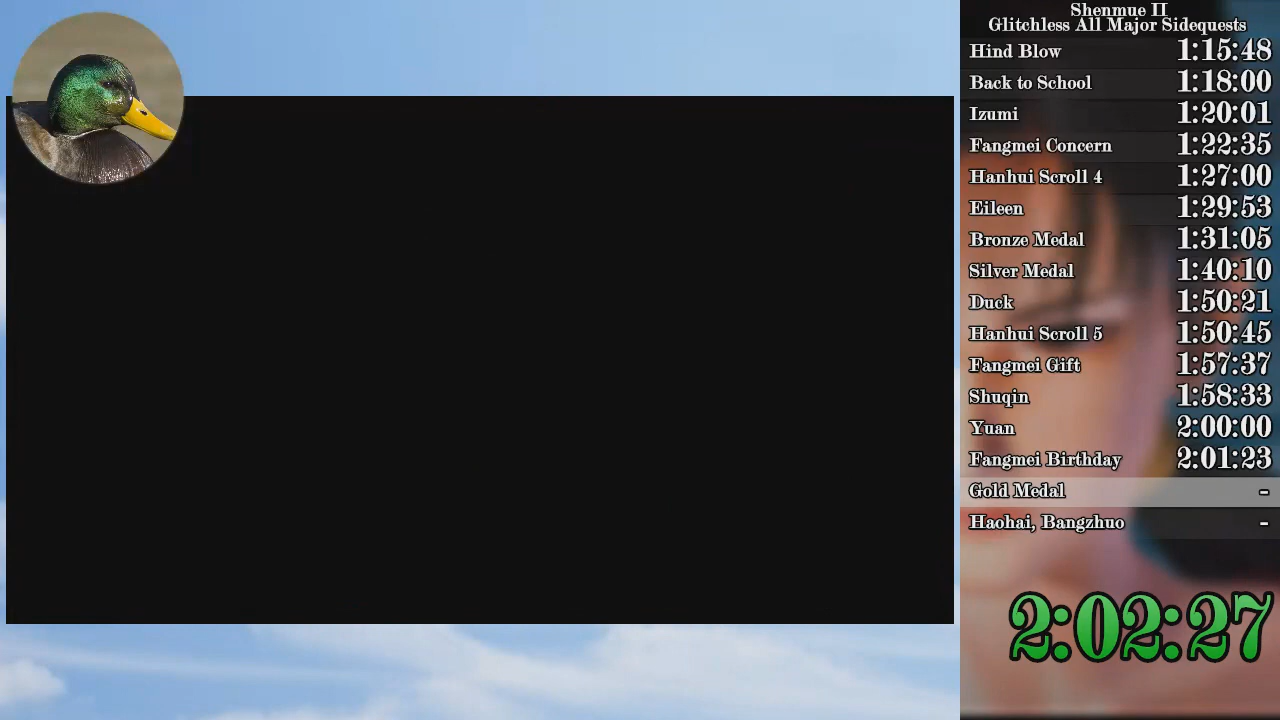 Shenmue II
Glitchless All Major Sidequests
Hind Blow 1:15:48
Back to School 1:18:00
Izumi 1:20:01
Fangmei Concern 1:22:35
Hanhui Scroll 4 1:27:00
Eileen 1:29:53
Bronze Medal 1:31:05
Silver Medal 1:40:10
Duck 1:50:21
Hanhui Scroll 5 1:50:45
Fangmei Gift 1:57:37
Shuqin 1:58:33
Yuan 2:00:00
Fangmei Birthday 2:01:23
Gold Medal -
Haohai, Bangzhuo -
2:02:27